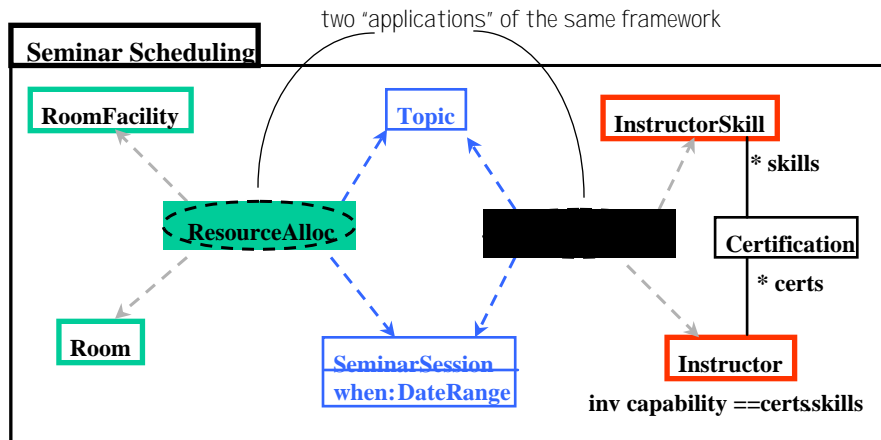 two “applications” of the same framework
Seminar Scheduling
RoomFacility
Topic
InstructorSkill
* skills
ResourceAlloc
Certification
* certs
Room
SeminarSession
when:DateRange
Instructor
inv capability ==certs.skills